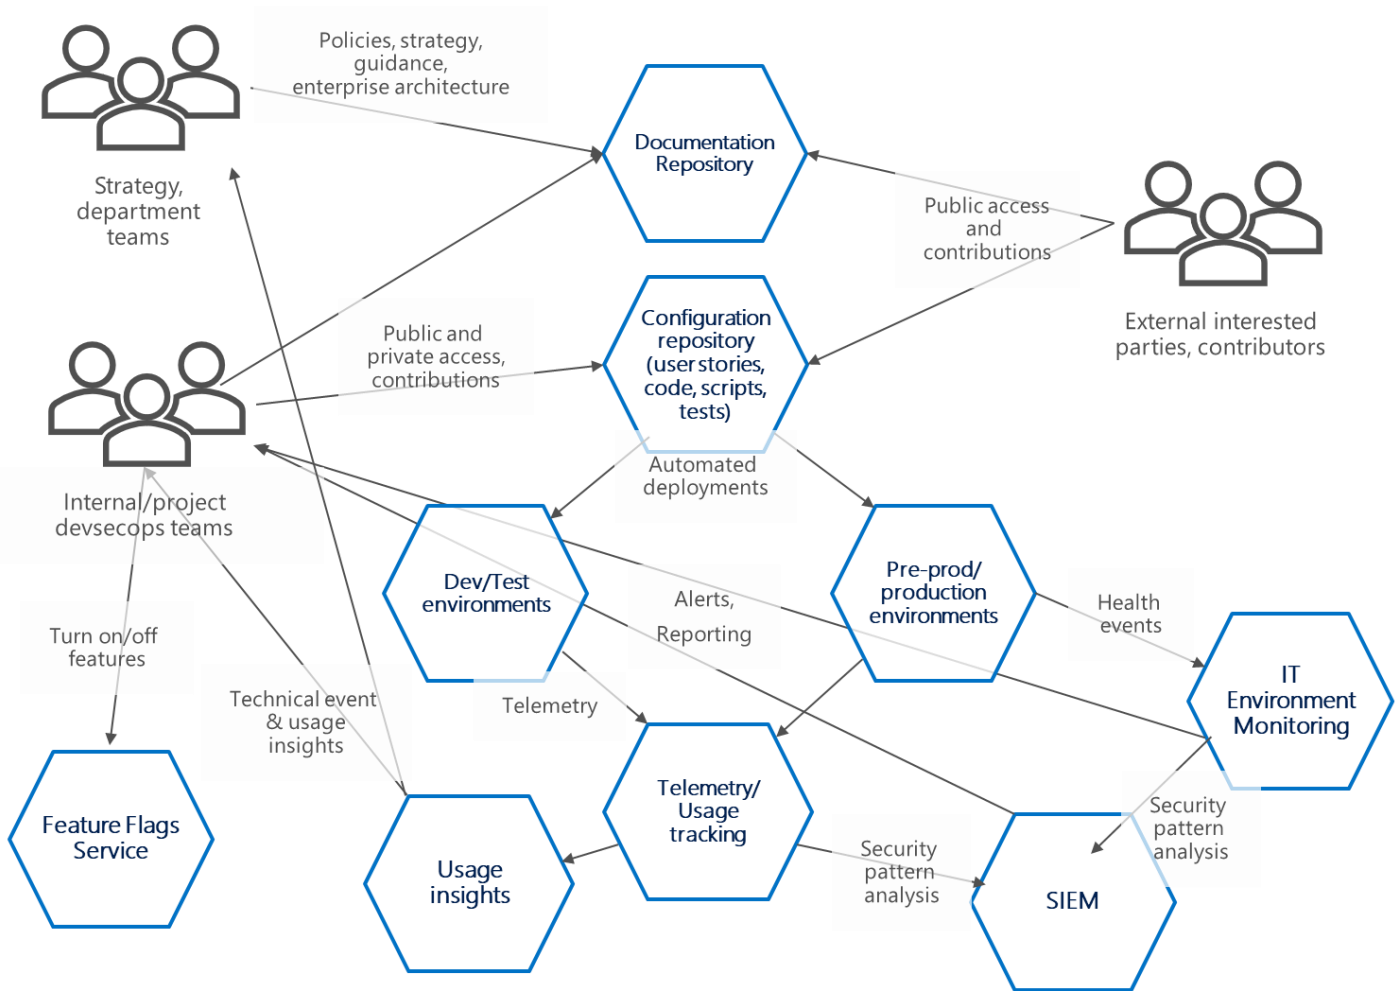 Policies, strategy,
guidance,
enterprise architecture
Documentation
Repository
Strategy,
department
teams
Public access
and
contributions
External interested
parties, contributors
Configuration
repository
(user stories,
code, scripts,
tests)
Public and
private access,
contributions
Automated
deployments
Internal/project
devsecops teams
Dev/Test
environments
Alerts,
Reporting
Pre-prod/
production
environments
Health
events
Turn on/off
features
Technical event
& usage
insights
Telemetry
IT
Environment
Monitoring
Feature Flags
Service
Usage
insights
Telemetry/
Usage
tracking
Security
pattern
analysis
Security
pattern
analysis
SIEM